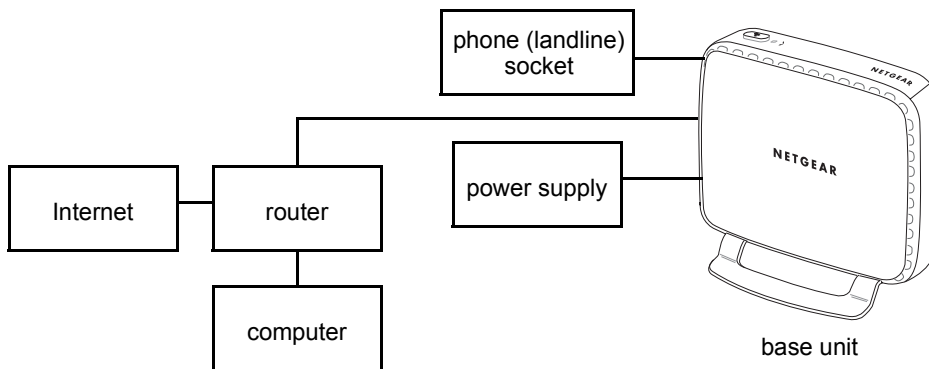 phone (landline)
socket
NETGEAR
NETGEAR
power supply
Internet
router
computer
base unit